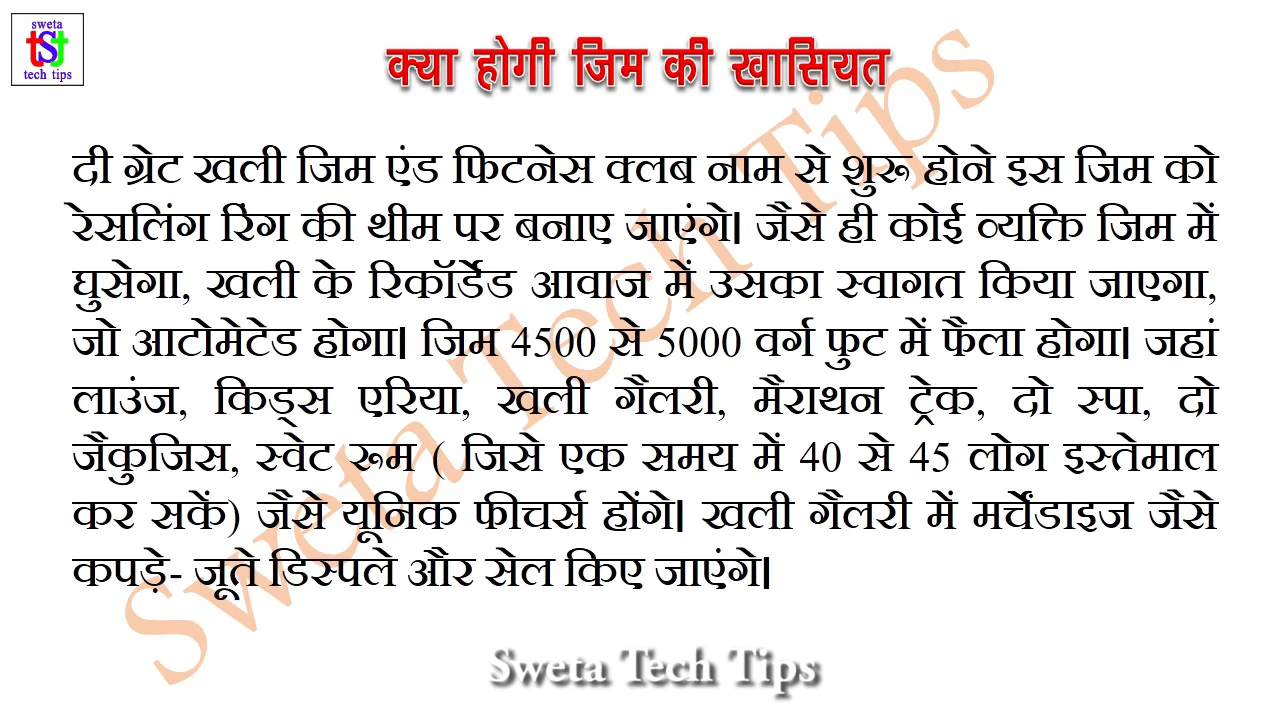 sweta
tSt
tech tips
क्या होगी जिम की खासियत
दी ग्रेट खली जिम एंड फिटनेस क्लब नाम से शुरू होने इस जिम को
रेसलिंग रिंग की थीम पर बनाए जाएंगे। जैसे ही कोई व्यक्ति जिम में
घुसेगा, खली के रिकॉर्डेड आवाज में उसका स्वागत किया जाएगा,
जो आटोमेटेड होगा। जिम 4500 से 5000 वर्ग फुट में फैला होगा। जहां
लाउंज, किड्स एरिया, खली गैलरी, मैराथन ट्रेक, दो स्पा, दो
जैकुजिस, स्वेट रूम ( जिसे एक समय में 40 से 45 लोग इस्तेमाल
कर सकें) जैसे यूनिक फीचर्स होंगे। खली गैलरी में मर्चेंडाइज जैसे
कपड़े- जूते डिस्पले और सेल किए जाएंगे।
Sweta Tech Tips
Sweta Tech Tips